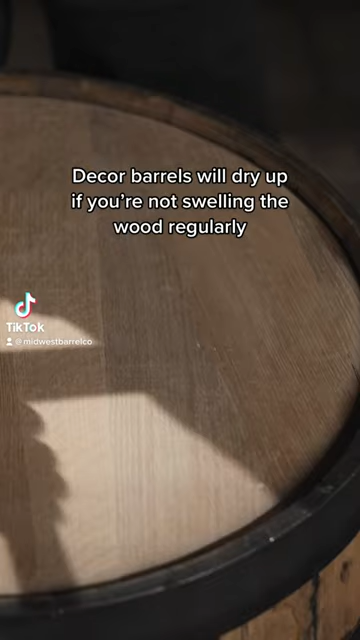 Decor barrels will dry up
if you're not swelling the
wood regularly
TikTok
@midwestbarrelco